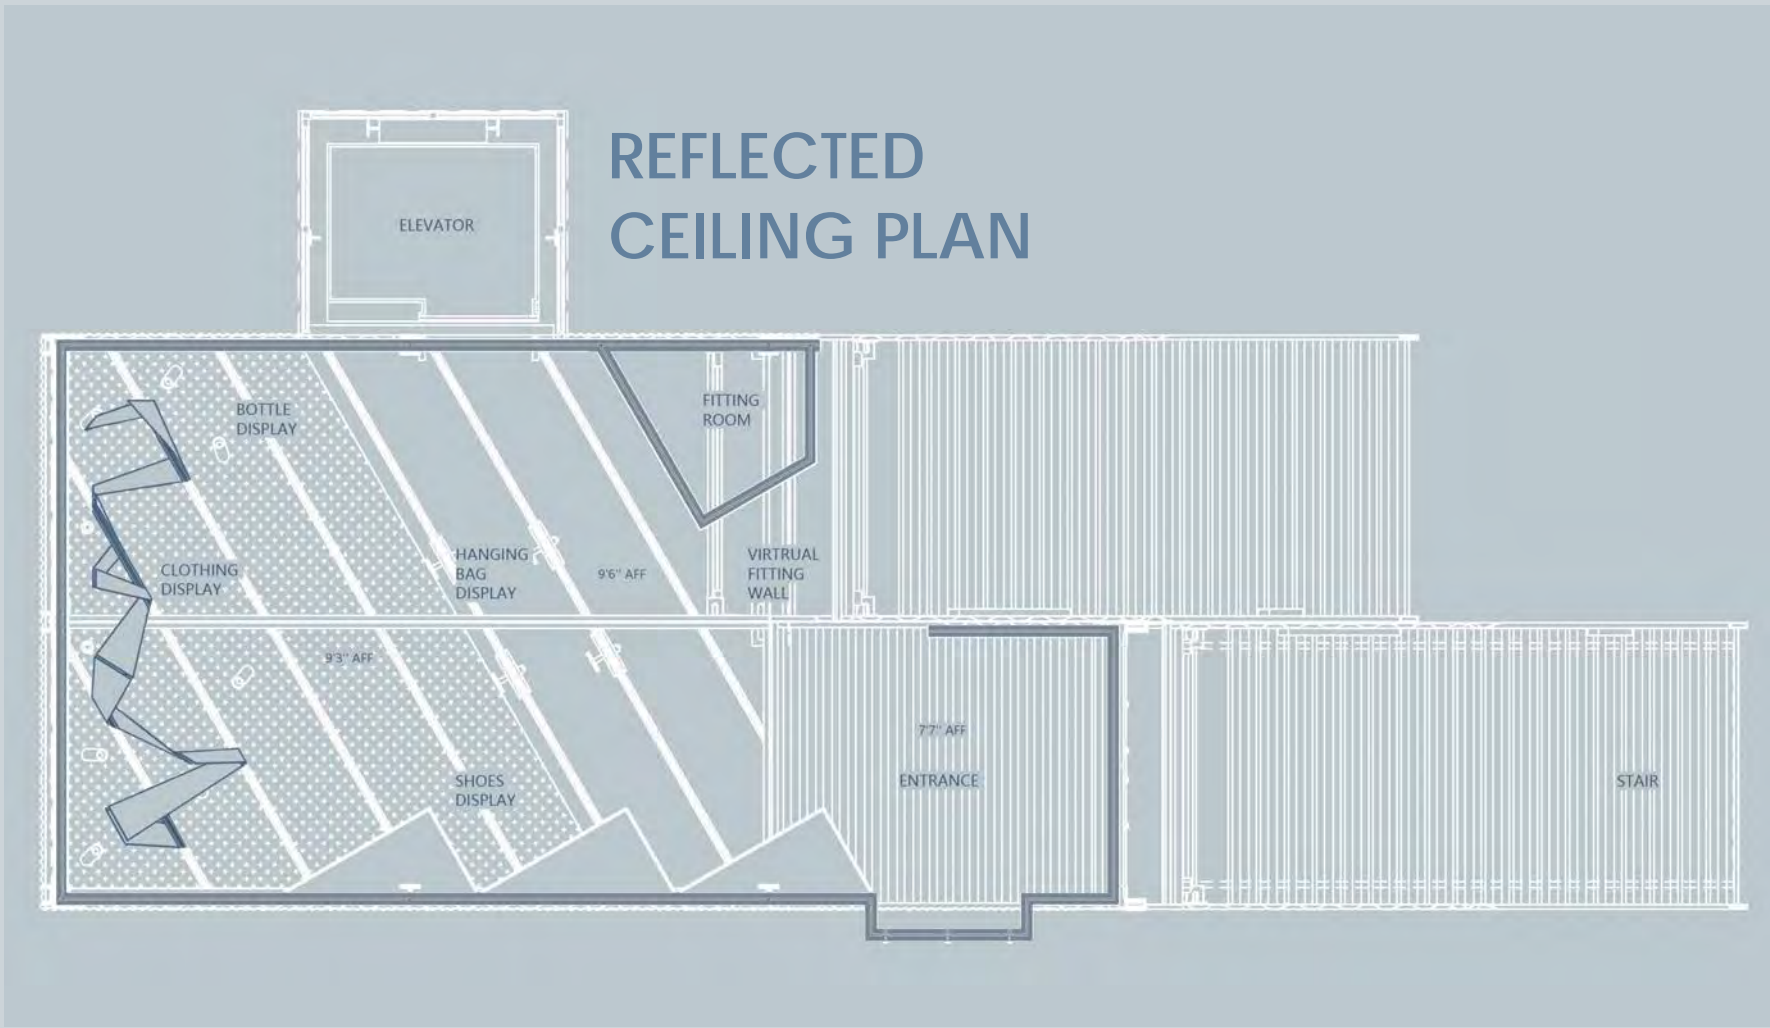 REFLECTED
CEILING PLAN
ELEVATOR
BOTTLE
DISPLAY
FITTING
ROOM
CLOTHING
DISPLAY
HANGING
BAG
DISPLAY
9'6" AFF
VIRTRUAL
FITTING
WALL
9'3" AFF
7'7" AFF
SHOES
DISPLAY
ENTRANCE
STAIR